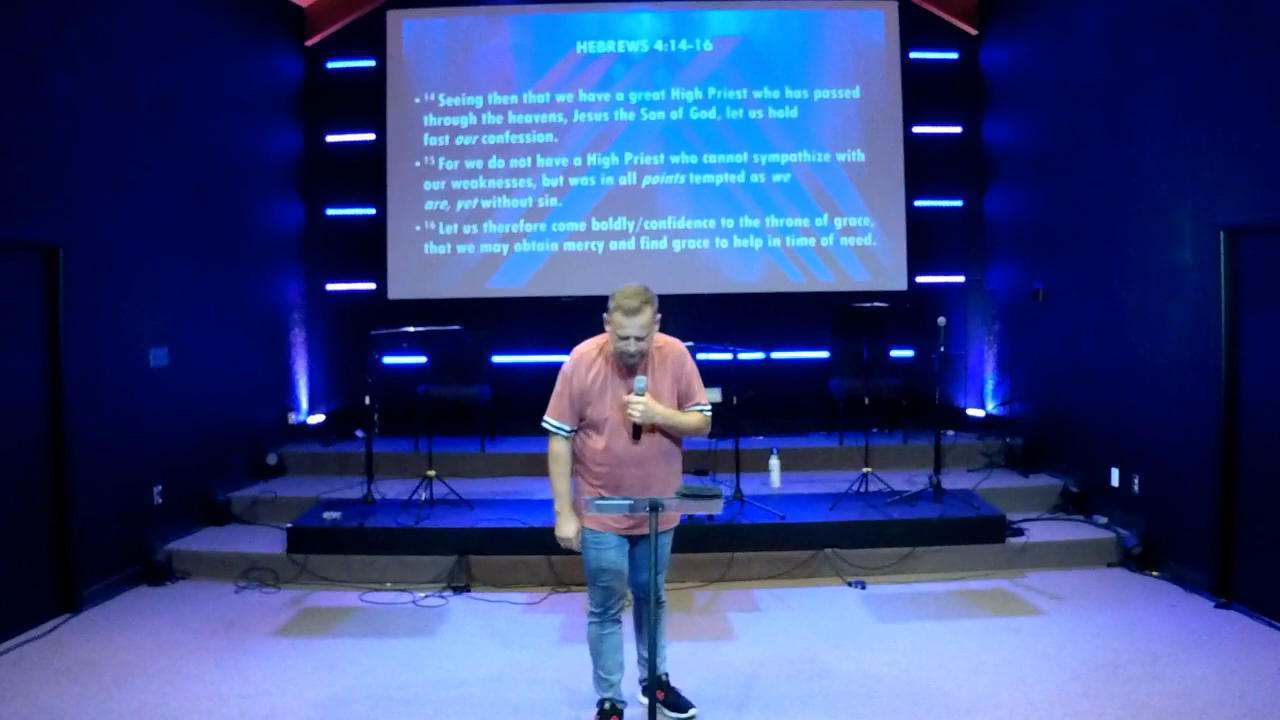 HEBREWS 4:14-16
• 14 Seeing then that we have a great High Priest who has passed
through the heavens, Jesus the Son of God, let us hold
fast our confession.
• 15 For we do not have a High Priest who cannot sympathize with
our weaknesses, but was in all points tempted as we
are, yet without sin.
• 16 Let us therefore come boldly/confidence to the throne of grace,
that we may obtain mercy and find grace to help in time of need.